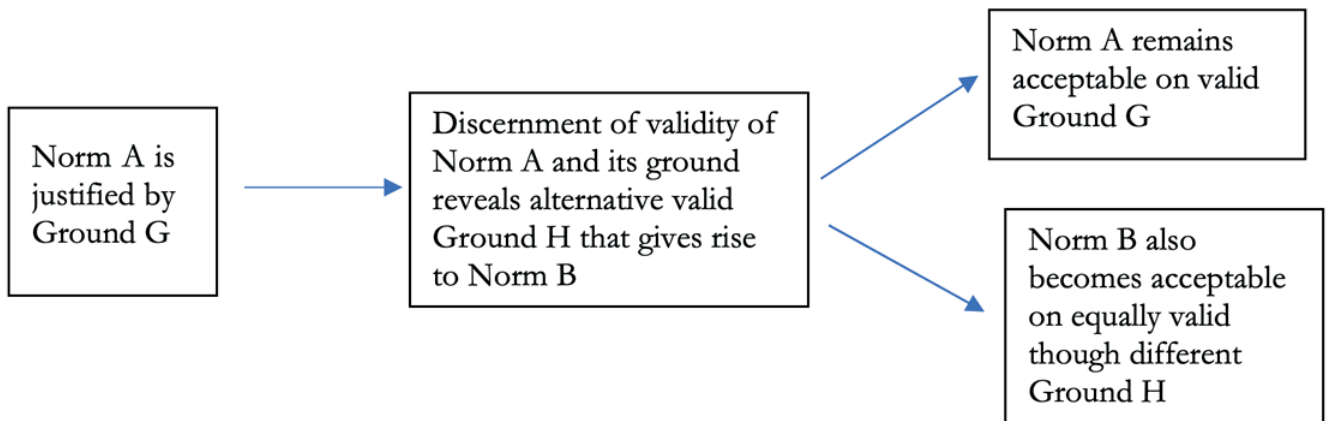 Norm A is
justified by
Ground G
Discernment of validity of
Norm A and its ground
reveals alternative valid
Ground H that gives rise
to Norm B
Norm A remains
acceptable on valid
Ground G
Norm B also
becomes acceptable
on equally valid
though different
Ground H